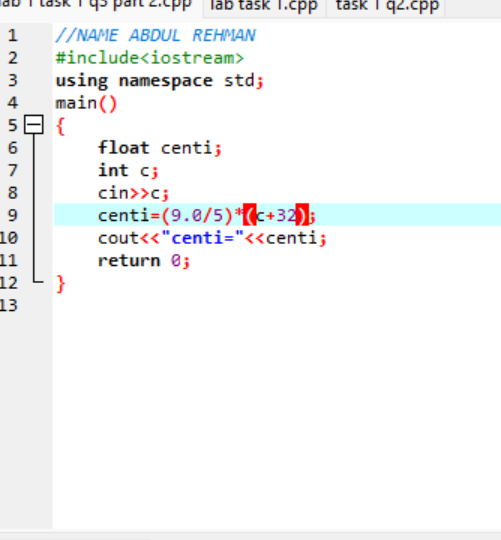 lab 1 task 1 q3 part 2.cpp lab task 1.cpp task 1 q2.cpp
1 //NAME ABDUL REHMAN
2 #include<iostream>
3 using namespace std;
4 main()
5 {
6 float centi;
7 int c;
8 cin>>c;
9 centi=(9.0/5)*(c+32);
10 cout<<"centi="<<centi;
11 return 0;
12 }
13